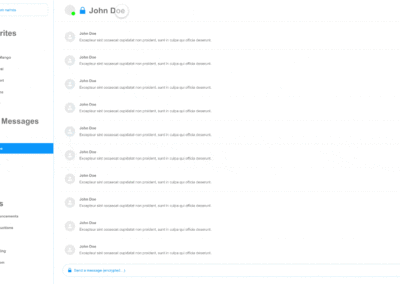 rites
Messages
John Doe
John Doe
Excepteur sint occaecat cupidatat non proident, sunt in culpa qui officia deserunt.
John Doe
Excepteur sint occaecat cupidatat non proident, sunt in culpa qui officia deserunt.
John Doe
Excepteur sint occaecat cupidatat non proident, sunt in culpa qui officia deserunt.
John Doe
Excepteur sint occaecat cupidatat non proident, sunt in culpa qui officia deserunt.
John Doe
Excepteur sint occaecat cupidatat non proident, sunt in culpa qui officia deserunt.
John Doe
Excepteur sint occaecat cupidatat non proident, sunt in culpa qui officia deserunt.
John Doe
Excepteur sint occaecat cupidatat non proident, sunt in culpa qui officia deserunt.
John Doe
Excepteur sint occaecat cupidatat non proident, sunt in culpa qui officia deserunt.
John Doe
Excepteur sint occaecat cupidatat non proident, sunt in culpa qui officia deserunt.
John Doe
Excepteur sint occaecat cupidatat non proident, sunt in culpa qui officia deserunt.
Send a message encrypted